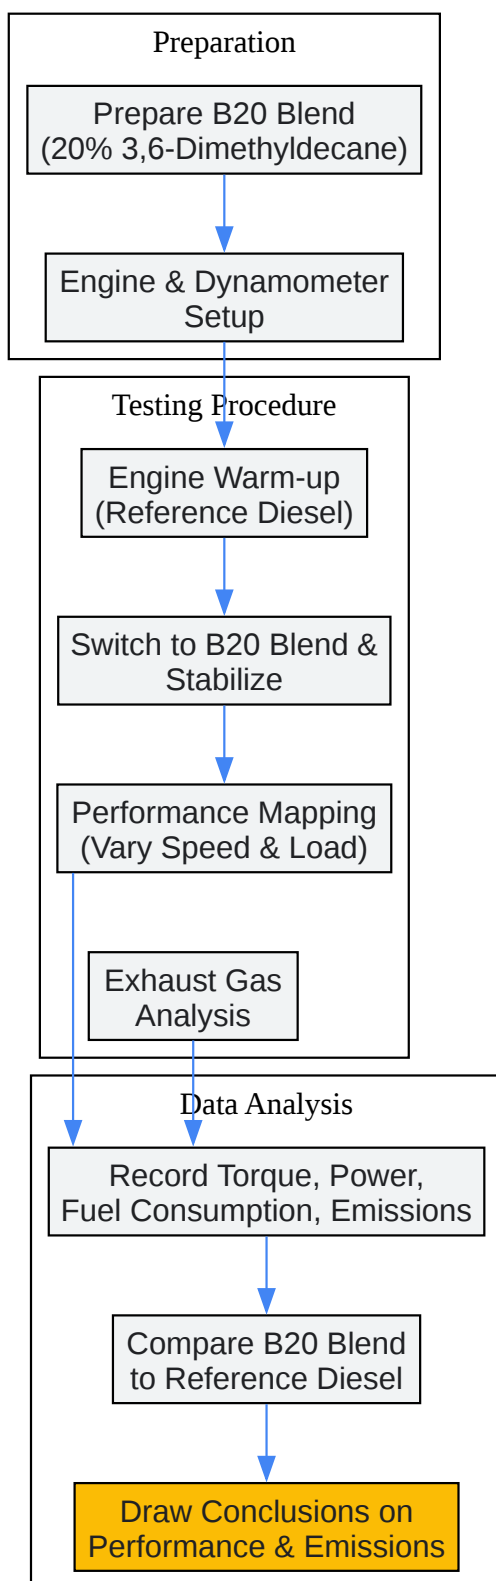 Preparation
Prepare B20 Blend
(20% 3,6-Dimethyldecane)
Engine & Dynamometer
Setup
Testing Procedure
Engine Warm-up
(Reference Diesel)
Switch to B20 Blend &
Stabilize
Performance Mapping
(Vary Speed & Load)
Exhaust Gas
Analysis
Data Analysis
Record Torque, Power,
Fuel Consumption, Emissions
Compare B20 Blend
to Reference Diesel
Draw Conclusions on
Performance & Emissions